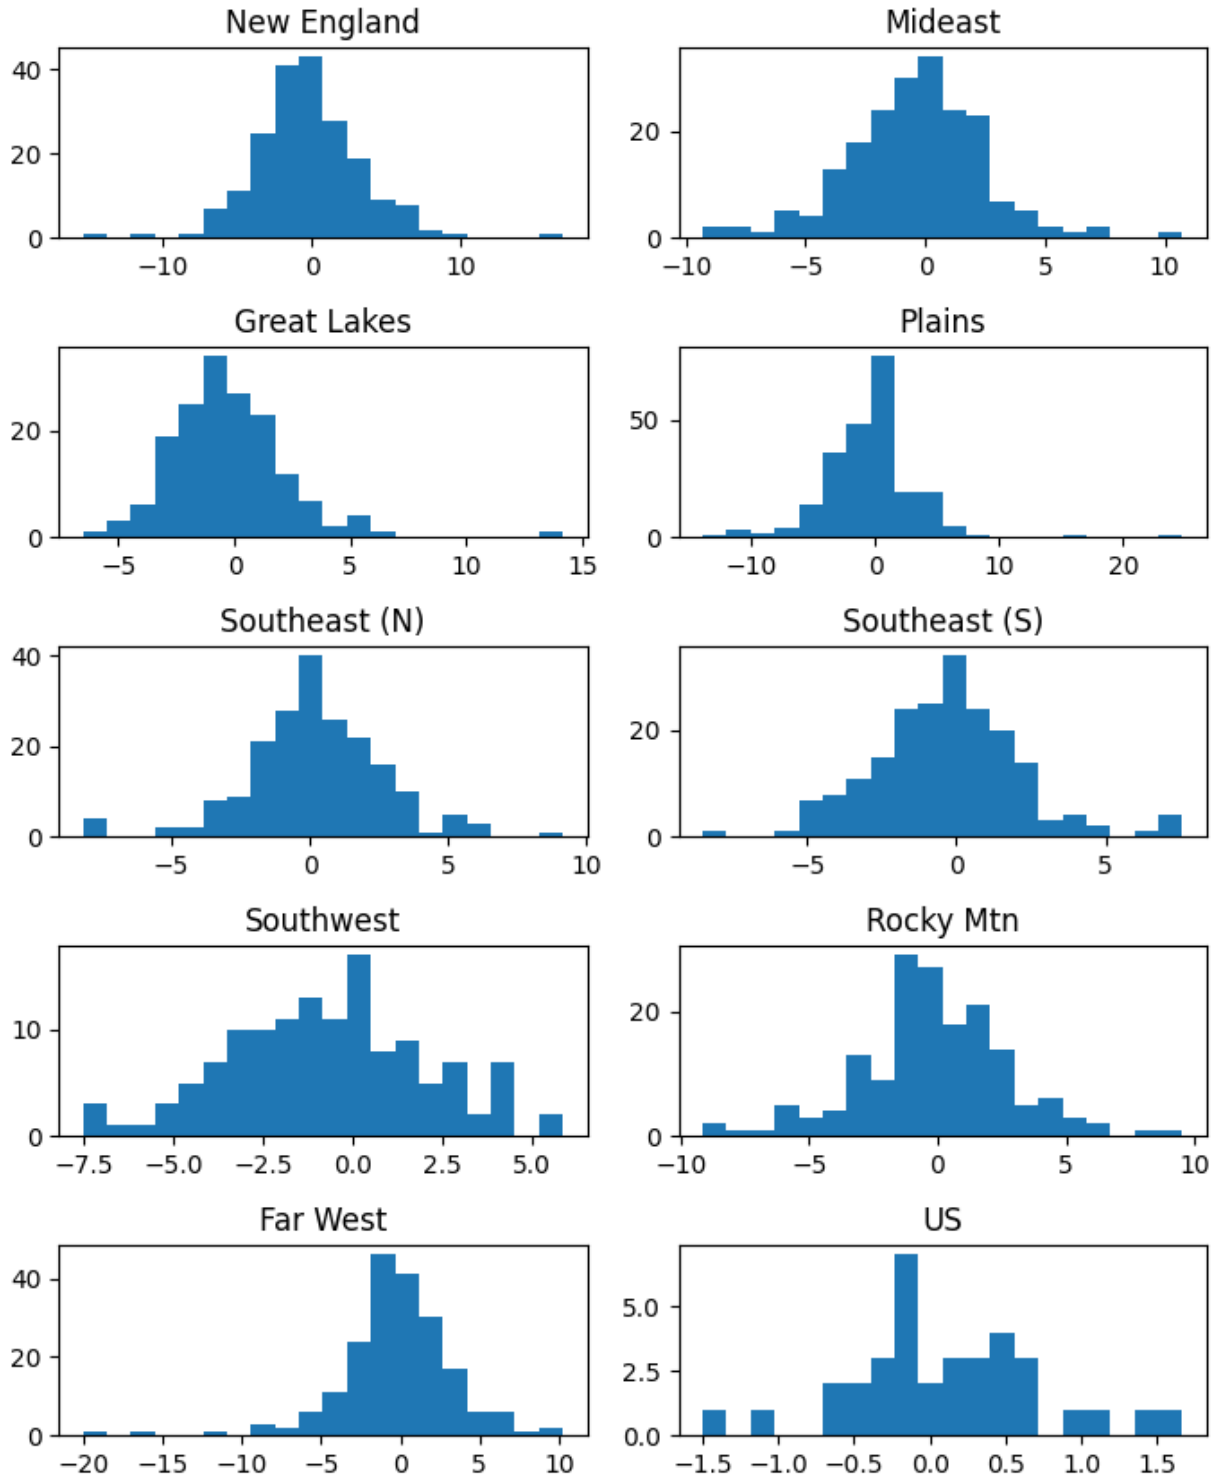 New England
40
20
0
−10 0 10
Mideast
20
0
−10 −5 0 5 10
Great Lakes
20
0
−5 0 5 10 15
Plains
50
0
−10 0 10 20
Southeast (N)
40
20
0
−5 0 5 10
Southeast (S)
20
0
−5 0 5
Southwest
10
0
−7.5 −5.0 −2.5 0.0 2.5 5.0
Rocky Mtn
20
0
−10 −5 0 5 10
Far West
40
20
0
−20 −15 −10 −5 0 5 10
US
5.0
2.5
0.0
−1.5 −1.0 −0.5 0.0 0.5 1.0 1.5